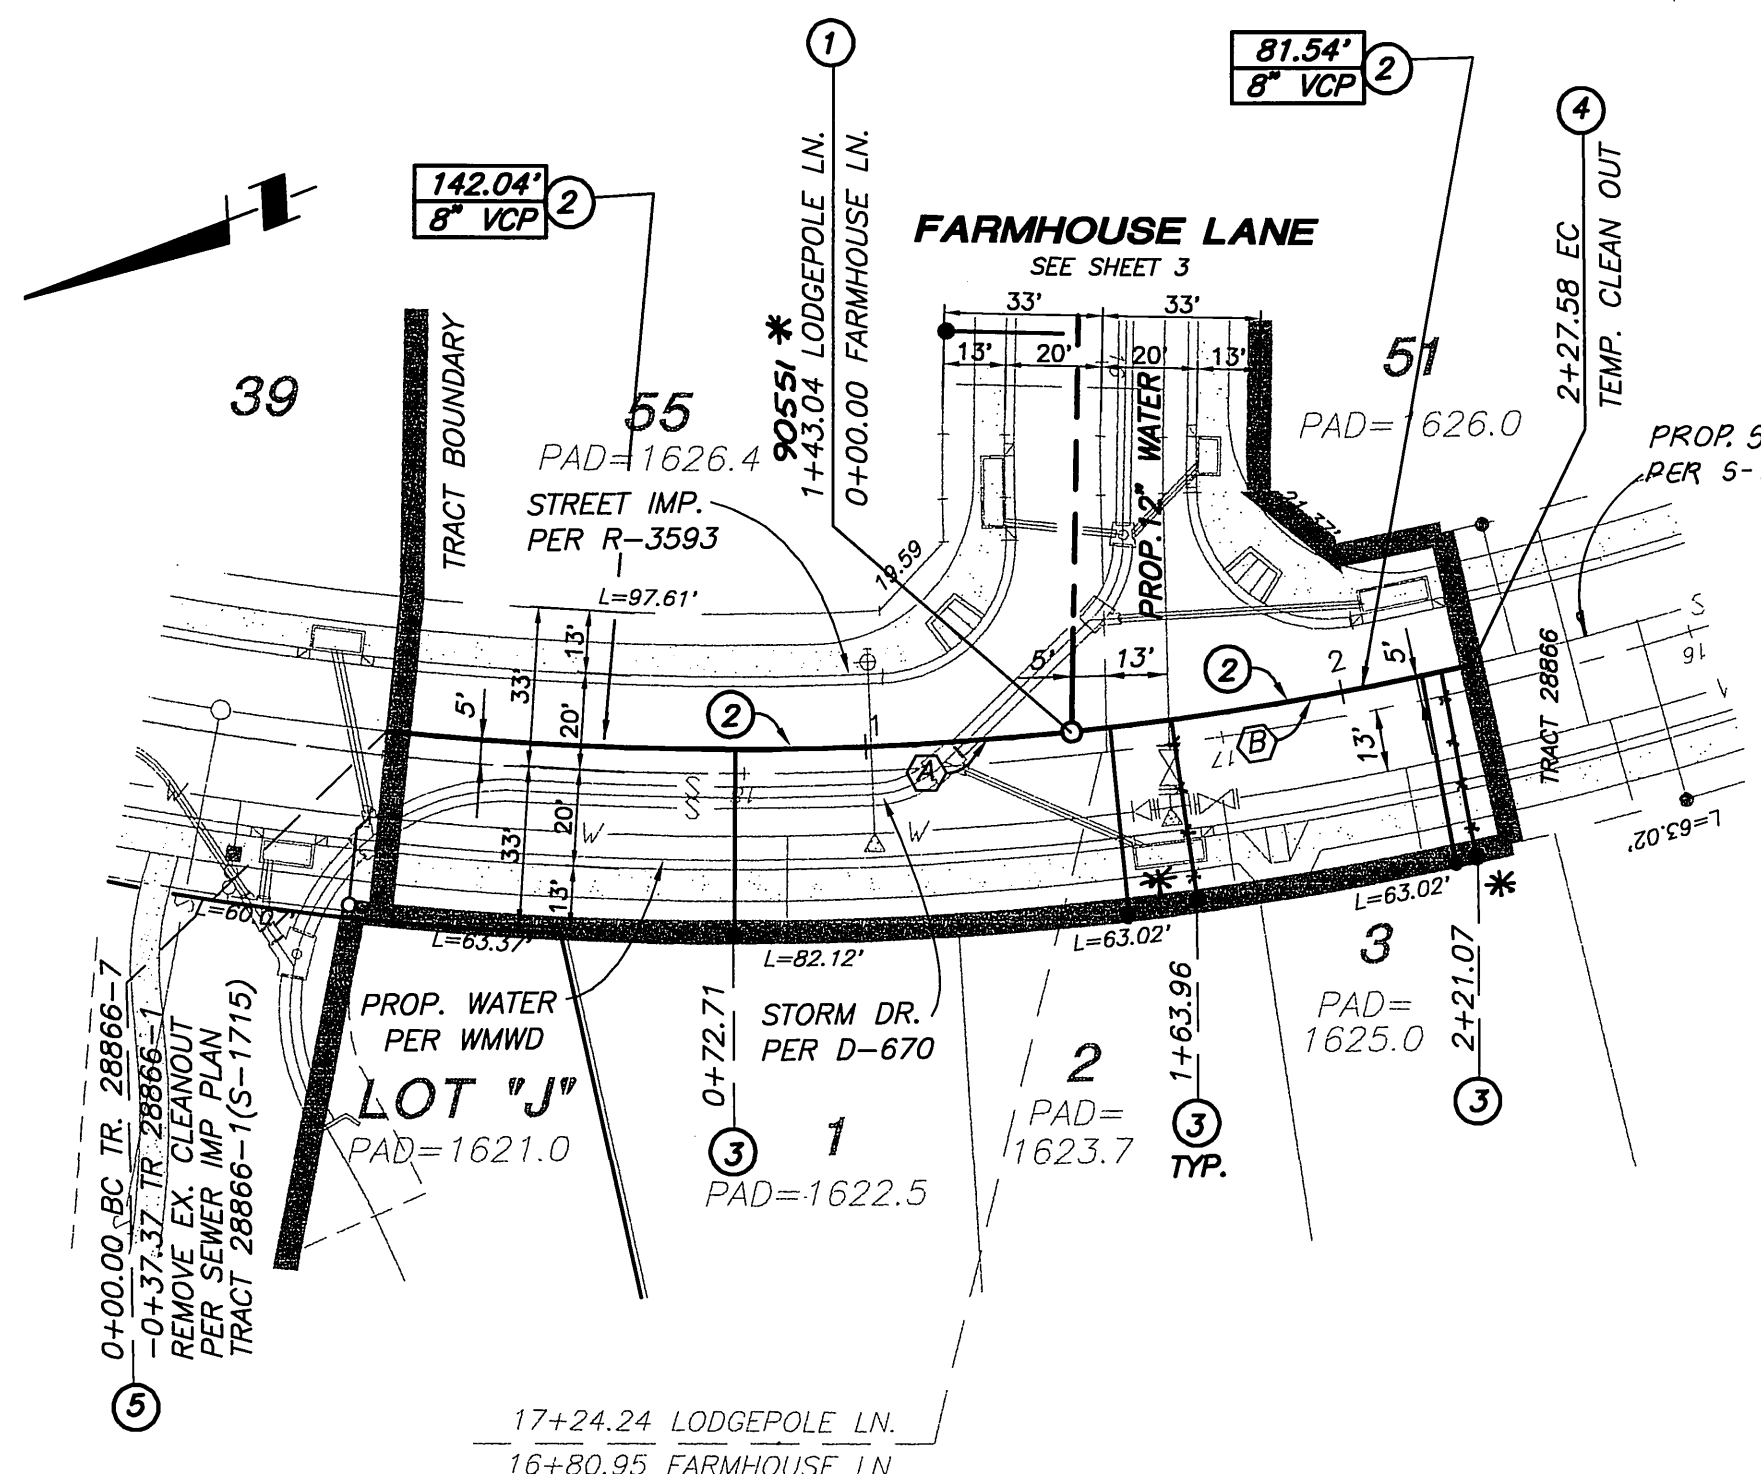 1
81.54'
8" VCP
2
4
142.04'
8" VCP
2
90551 *
1+43.04 LODGEPOLE LN.
0+00.00 FARMHOUSE LN.
FARMHOUSE LANE
SEE SHEET 3
33'
33'
13'
20'
20'
13'
2+27.58 EC
TEMP. CLEAN OUT
39
TRACT BOUNDARY
55
PAD=1626.4
51
PAD=1626.0
PROP. S
PER S-
STREET IMP.
PER R-3593
PROP. 12" WATER
21.37'
19.59
L=97.61'
33'
13'
20'
5'
5'
13'
2
2
2
5'
13'
TRACT 28866
S
16
W
1
A
B
17
S
S
W
W
W
33'
20'
13'
L=60.07'
L=63.37'
L=82.12'
L=63.02'
*
L=63.02'
*
L=63.02'
PROP. WATER
PER WMWD
STORM DR.
PER D-670
0+72.71
1+63.96
2+21.07
LOT "J"
PAD=1621.0
1
PAD=1622.5
2
PAD=
1623.7
3
PAD=
1625.0
3
3
TYP.
3
0+00.00 BC TR. 28866-7
-0+37.37 TR 28866-1
REMOVE EX. CLEANOUT
PER SEWER IMP PLAN
TRACT 28866-1(S-1715)
5
17+24.24 LODGEPOLE LN.
16+80.95 FARMHOUSE LN